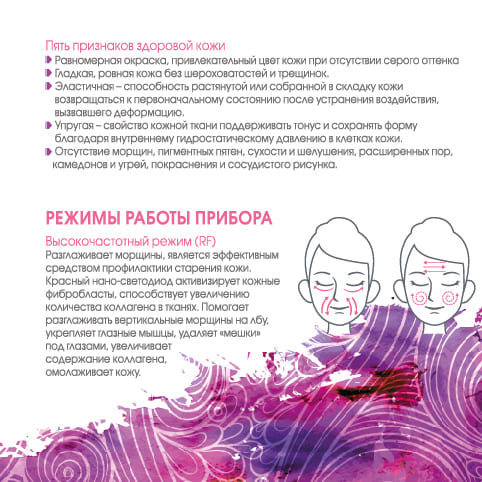 Пять признаков здоровой кожи
Равномерная окраска, привлекательный цвет кожи при отсутствии серого оттенка
Гладкая, ровная кожа без шероховатостей и трещинок.
Эластичная – способность растянутой или собранной в складку кожи
возвращаться к первоначальному состоянию после устранения воздействия,
вызвавшего деформацию.
Упругая – свойство кожной ткани поддерживать тонус и сохранять форму
благодаря внутреннему гидростатическому давлению в клетках кожи.
Отсутствие морщин, пигментных пятен, сухости и шелушения, расширенных пор,
камедонов и угрей, покраснения и сосудистого рисунка.
РЕЖИМЫ РАБОТЫ ПРИБОРА
Высокочастотный режим (RF)
Разглаживает морщины, является эффективным
средством профилактики старения кожи.
Красный нано-светодиод активизирует кожные
фибробласты, способствует увеличению
количества коллагена в тканях. Помогает
разглаживать вертикальные морщины на лбу,
укрепляет глазные мышцы, удаляет «мешки»
под глазами, увеличивает
содержание коллагена,
омолаживает кожу.